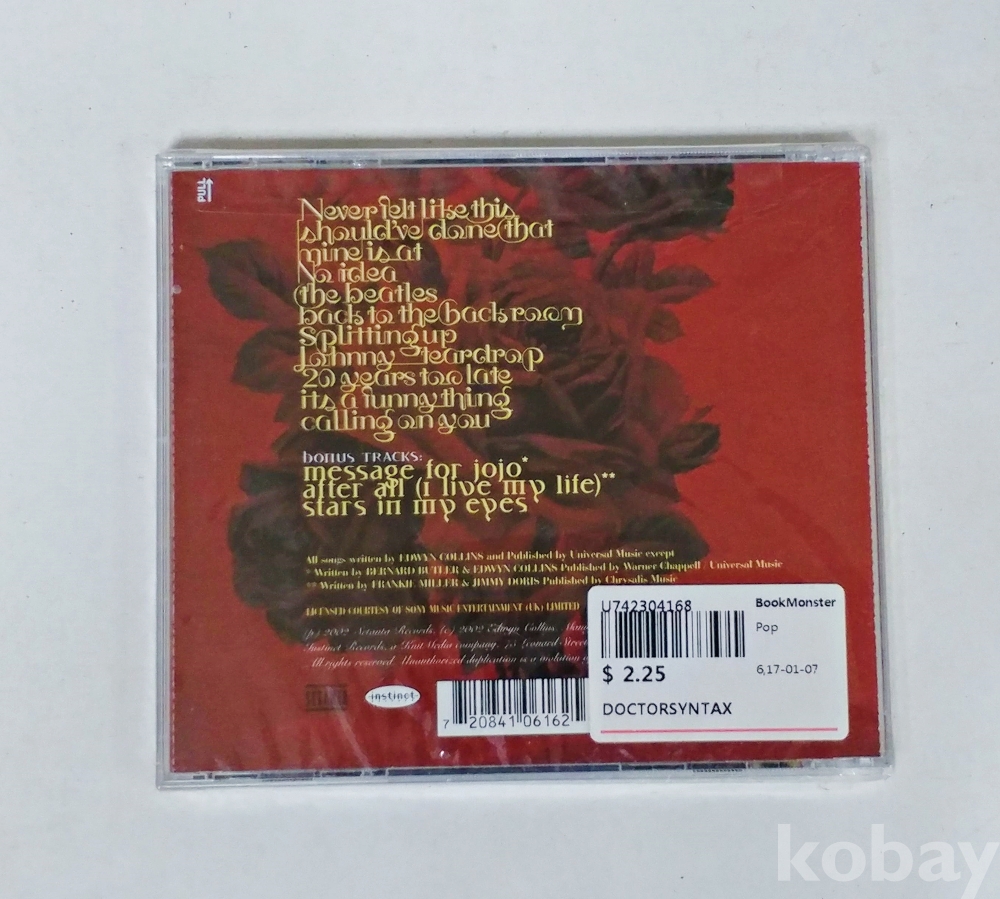 PULL
Never felt like this
should've done that
mine is at
No idea
the beatles
back to the back room
Splitting up
Johnny teardrop
20 years too late
its a funny thing
calling on you
bonus TRACKS:
message for jojo*
after all (i live my life)**
stars in my eyes
All songs written by EDWYN COLLINS and Published by Universal Music except
* Written by BERNARD BUTLER & EDWYN COLLINS Published by Warner Chappell / Universal Music
** Written by FRANKIE MILLER & JIMMY DORIS Published by Chrysalis Music
LICENSED COURTESY OF SONY MUSIC ENTERTAINMENT (UK) LIMITED
(p) 2002 Setanta Records. (c) 2002 Edwyn Collins.
Instinct Records, a KnitMedia company. 75 Leonard Street
All rights reserved. Unauthorized duplication is a violation of
instinct
7 20841 06162
U742304168
BookMonster
Pop
$ 2.25
6,17-01-07
DOCTORSYNTAX
kobay